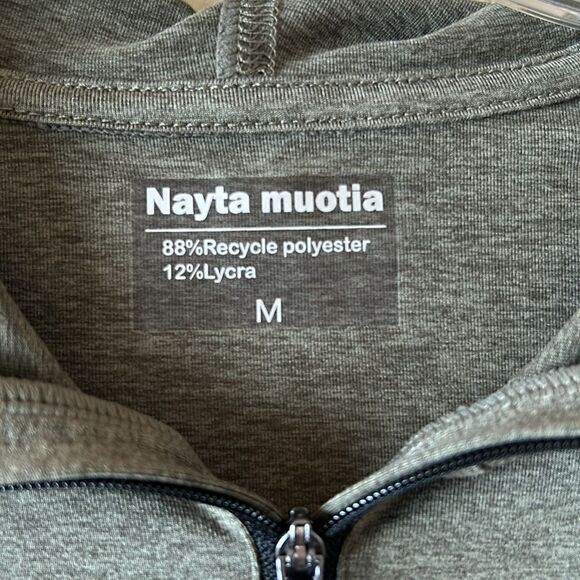 Nayta muotia
88%Recycle polyester
12%Lycra
M